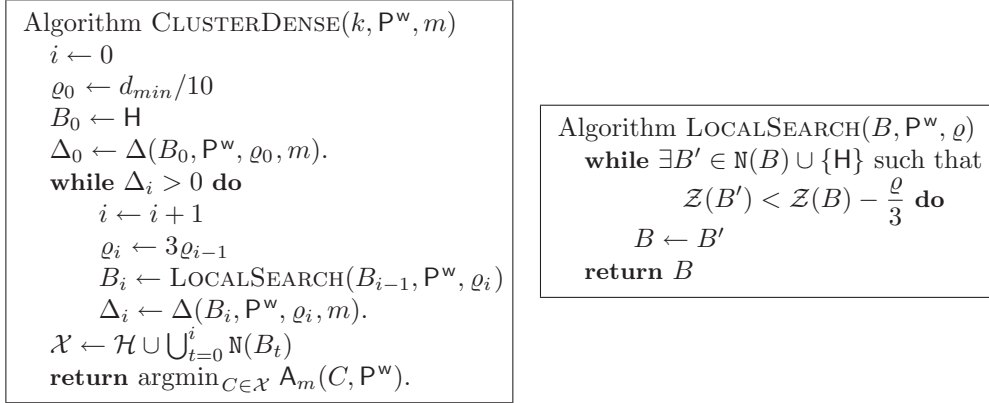 Algorithm CLUSTERDENSE(k, P^w, m)
i ← 0
ϱ_0 ← d_min/10
B_0 ← H
Δ_0 ← Δ(B_0, P^w, ϱ_0, m).
while Δ_i > 0 do
i ← i + 1
ϱ_i ← 3ϱ_{i−1}
B_i ← LOCALSEARCH(B_{i−1}, P^w, ϱ_i)
Δ_i ← Δ(B_i, P^w, ϱ_i, m).
𝒳 ← ℋ ∪ ⋃_{t=0}^{i} N(B_t)
return argmin_{C∈𝒳} A_m(C, P^w).
Algorithm LOCALSEARCH(B, P^w, ϱ)
while ∃B′ ∈ N(B) ∪ {H} such that
𝒵(B′) < 𝒵(B) − ϱ/3 do
B ← B′
return B